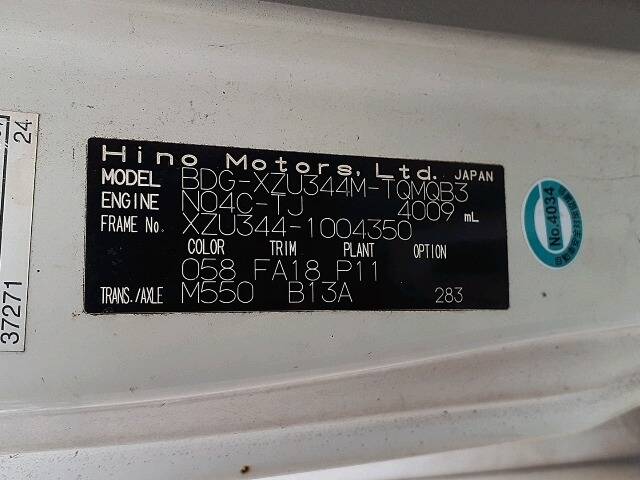 Hino Motors, Ltd. JAPAN
MODEL BDG-XZU344M-TQMQB3
ENGINE N04C-TJ 4009 mL
FRAME No. XZU344-1004350
COLOR TRIM PLANT OPTION
058 FA18 P11
TRANS./AXLE M550 B13A 283
No.4034
24
37271